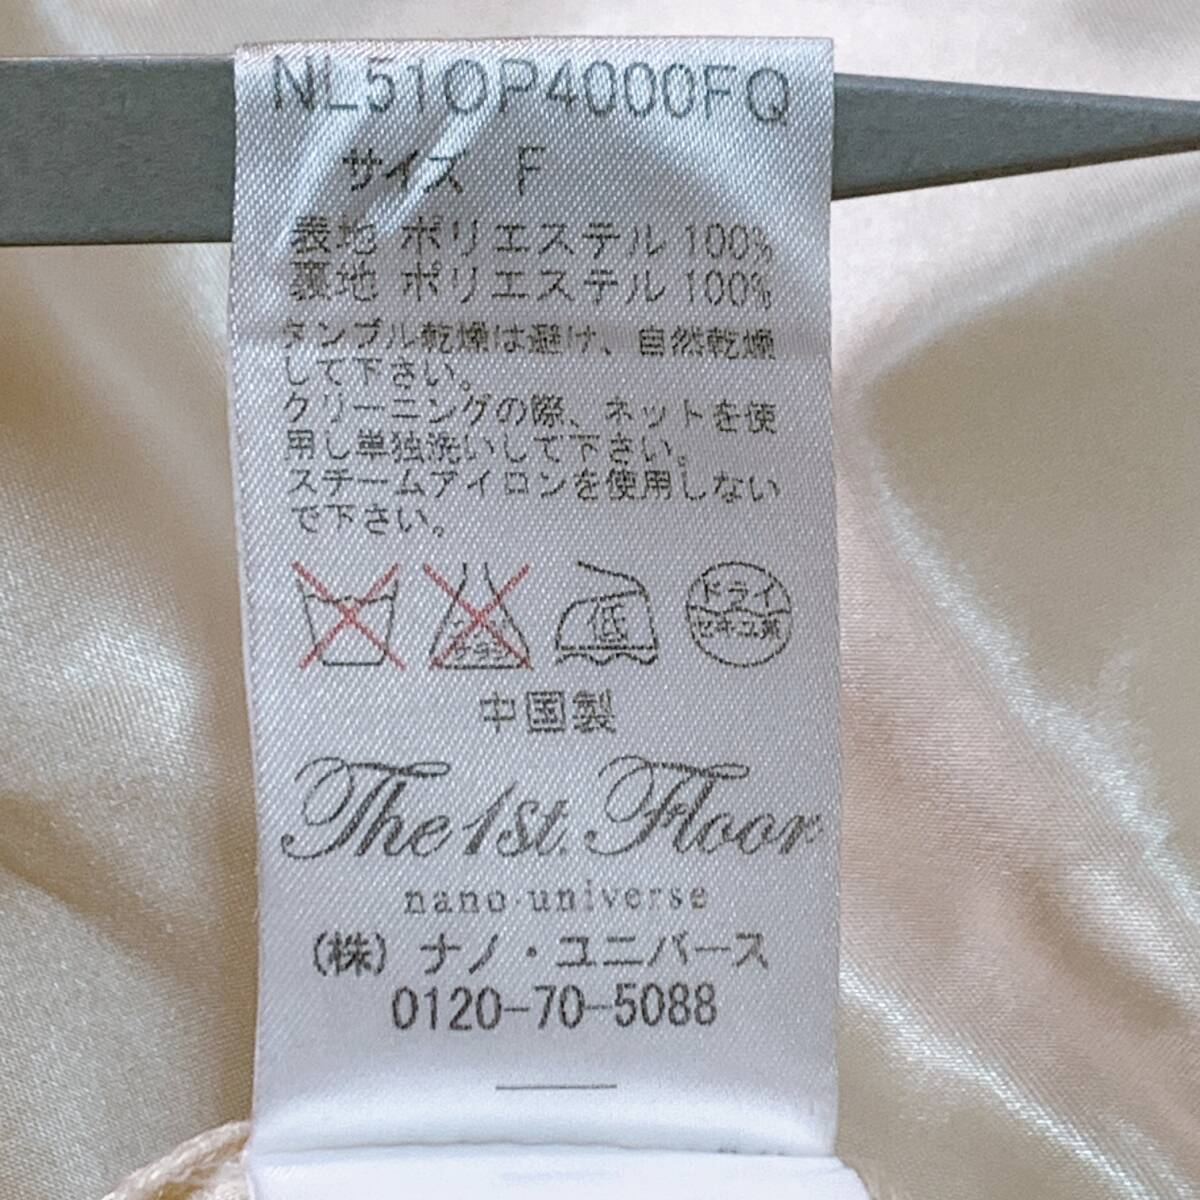 NL51OP4000FQ
サイズ F
表地 ポリエステル 100%
裏地 ポリエステル 100%
タンブル乾燥は避け、自然乾燥
して下さい。
クリーニングの際、ネットを使
用し単独洗いして下さい。
スチームアイロンを使用しない
で下さい。
低
ドライ
セキユ系
中国製
The 1st. Floor
nano・universe
(株) ナノ・ユニバース
0120-70-5088